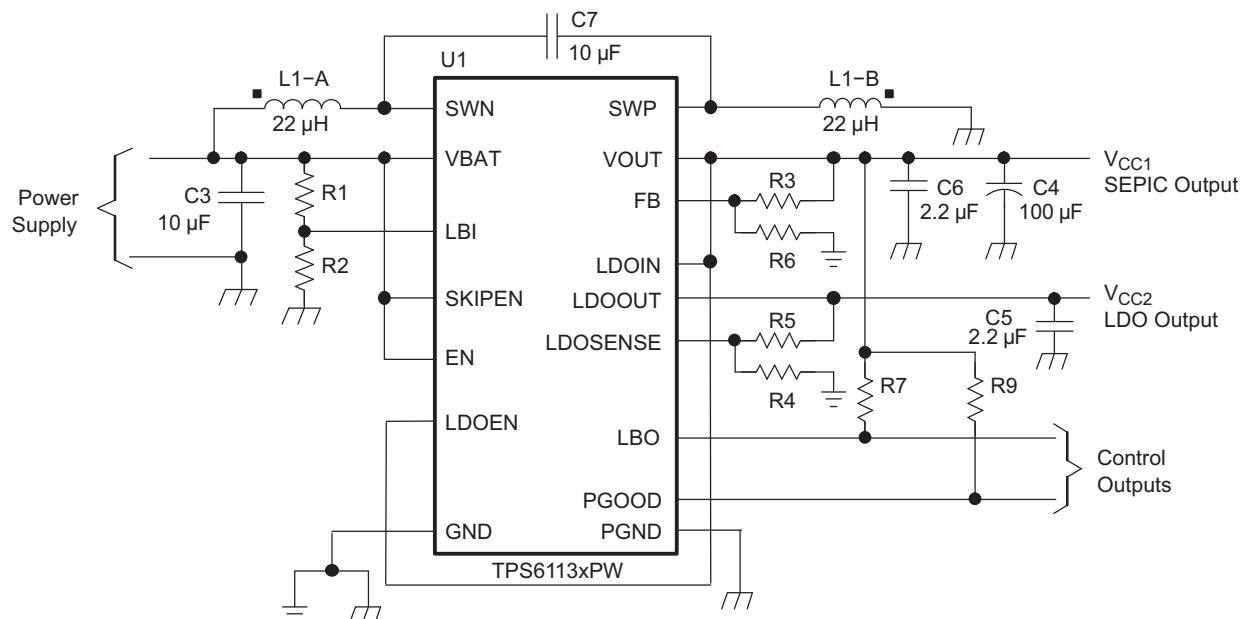 C7
10 µF
U1
L1−A
22 µH
L1−B
22 µH
SWN
SWP
VBAT
VOUT
VCC1
SEPIC Output
Power
Supply
C3
10 µF
R1
R2
LBI
FB
R3
R6
C6
2.2 µF
C4
100 µF
LDOIN
SKIPEN
LDOOUT
VCC2
LDO Output
C5
2.2 µF
EN
LDOSENSE
R5
R4
R7
R9
LDOEN
LBO
Control
Outputs
PGOOD
GND
PGND
TPS6113xPW